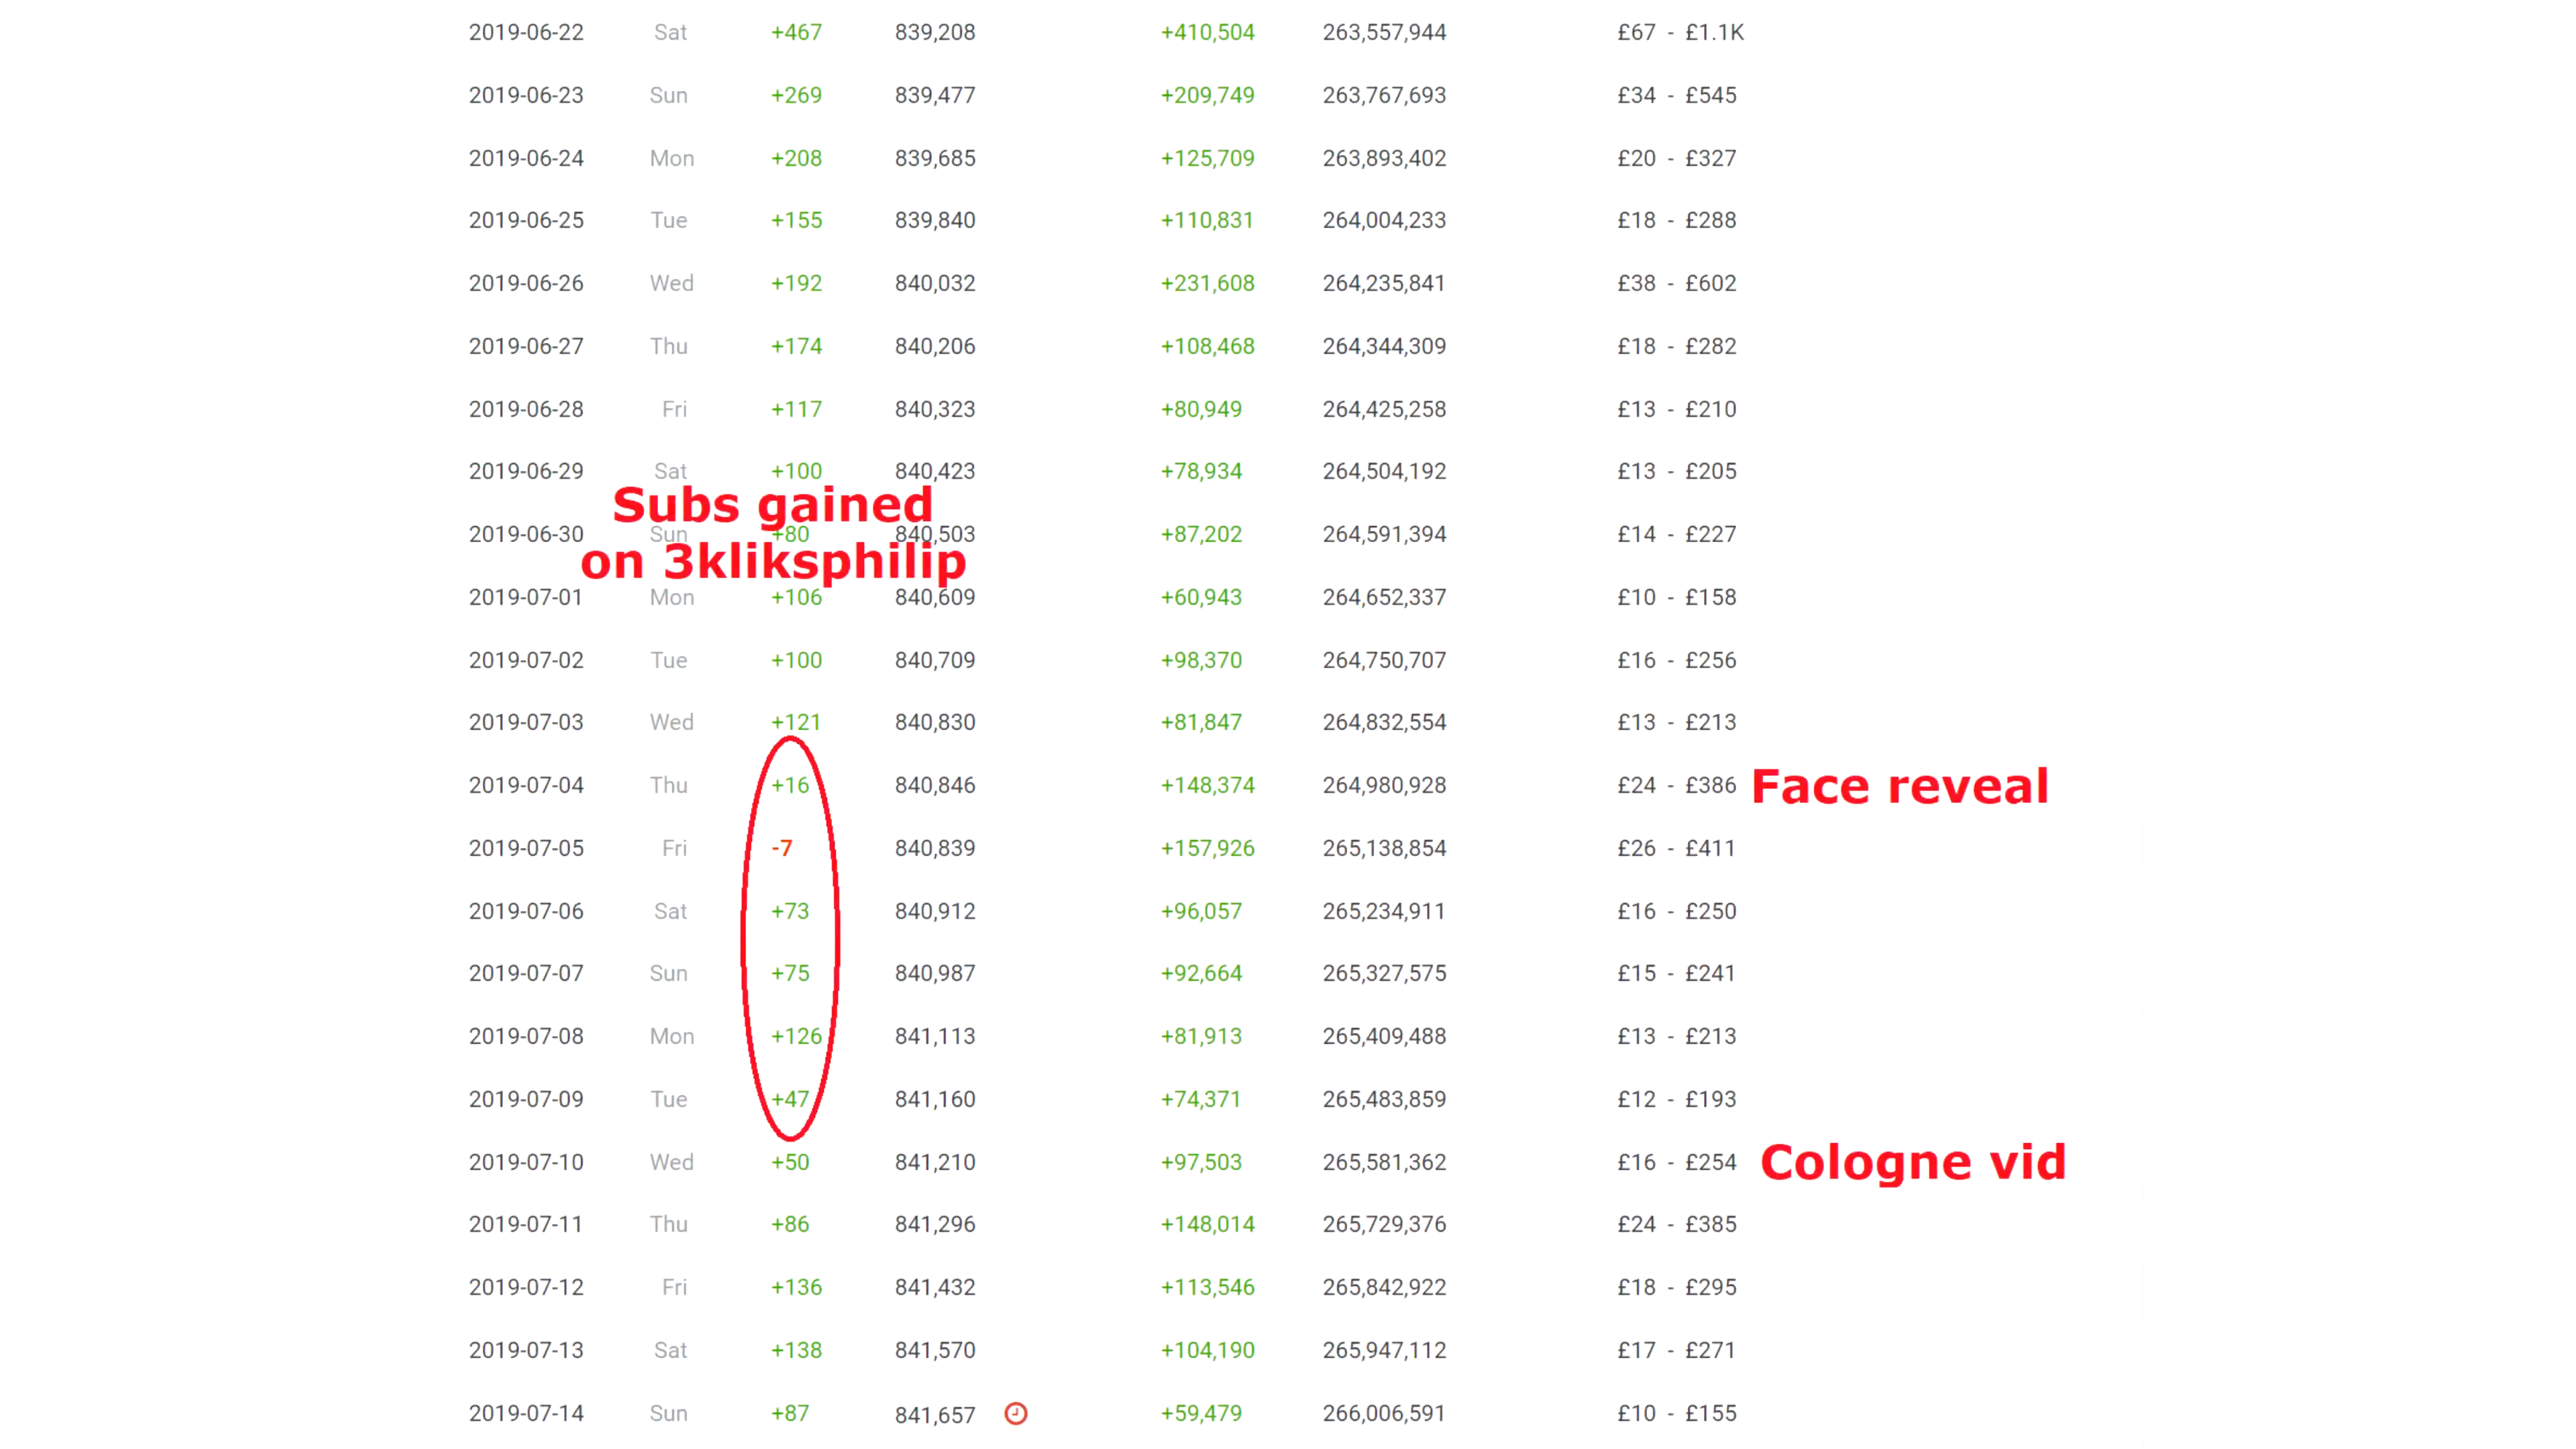 2019-06-22 Sat +467 839,208 +410,504 263,557,944 £67 - £1.1K
2019-06-23 Sun +269 839,477 +209,749 263,767,693 £34 - £545
2019-06-24 Mon +208 839,685 +125,709 263,893,402 £20 - £327
2019-06-25 Tue +155 839,840 +110,831 264,004,233 £18 - £288
2019-06-26 Wed +192 840,032 +231,608 264,235,841 £38 - £602
2019-06-27 Thu +174 840,206 +108,468 264,344,309 £18 - £282
2019-06-28 Fri +117 840,323 +80,949 264,425,258 £13 - £210
2019-06-29 Sat +100 840,423 +78,934 264,504,192 £13 - £205
Subs gained
2019-06-30 Sun +80 840,503 +87,202 264,591,394 £14 - £227
on 3kliksphilip
2019-07-01 Mon +106 840,609 +60,943 264,652,337 £10 - £158
2019-07-02 Tue +100 840,709 +98,370 264,750,707 £16 - £256
2019-07-03 Wed +121 840,830 +81,847 264,832,554 £13 - £213
2019-07-04 Thu +16 840,846 +148,374 264,980,928 £24 - £386 Face reveal
2019-07-05 Fri -7 840,839 +157,926 265,138,854 £26 - £411
2019-07-06 Sat +73 840,912 +96,057 265,234,911 £16 - £250
2019-07-07 Sun +75 840,987 +92,664 265,327,575 £15 - £241
2019-07-08 Mon +126 841,113 +81,913 265,409,488 £13 - £213
2019-07-09 Tue +47 841,160 +74,371 265,483,859 £12 - £193
2019-07-10 Wed +50 841,210 +97,503 265,581,362 £16 - £254 Cologne vid
2019-07-11 Thu +86 841,296 +148,014 265,729,376 £24 - £385
2019-07-12 Fri +136 841,432 +113,546 265,842,922 £18 - £295
2019-07-13 Sat +138 841,570 +104,190 265,947,112 £17 - £271
2019-07-14 Sun +87 841,657 +59,479 266,006,591 £10 - £155